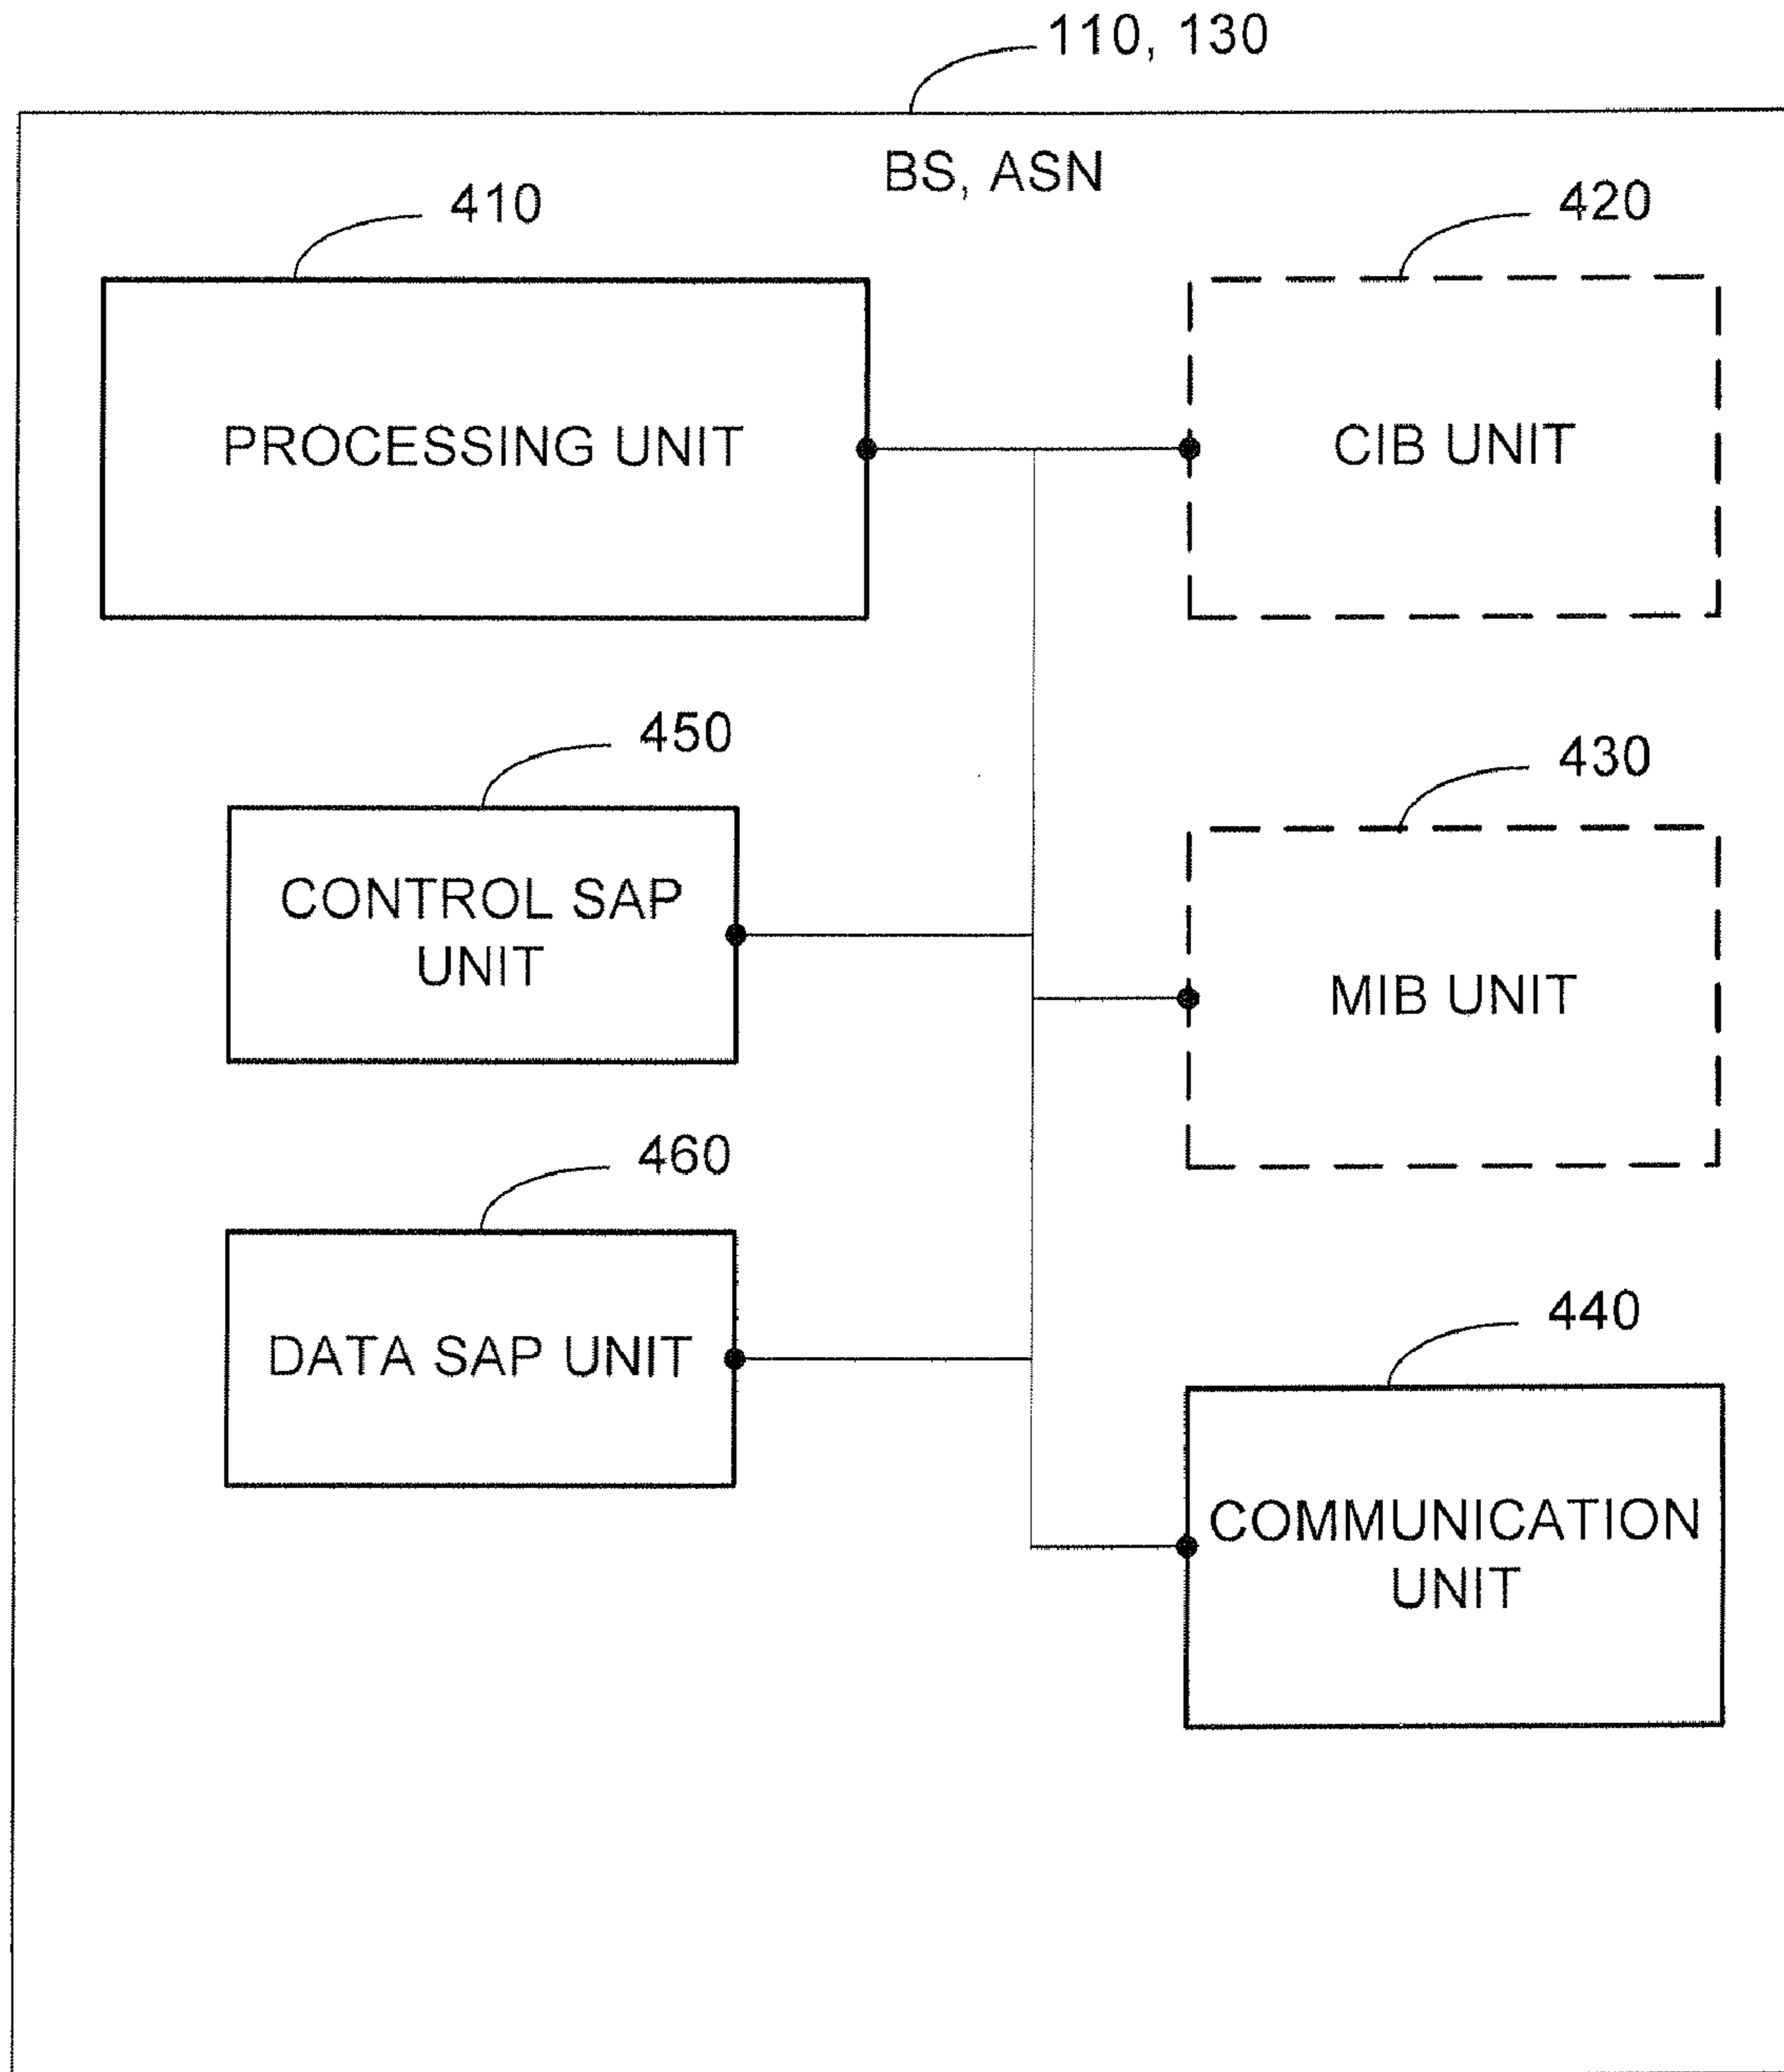 110, 130
BS, ASN
410
420
PROCESSING UNIT
CIB UNIT
450
430
CONTROL SAP
UNIT
MIB UNIT
460
440
DATA SAP UNIT
COMMUNICATION
UNIT